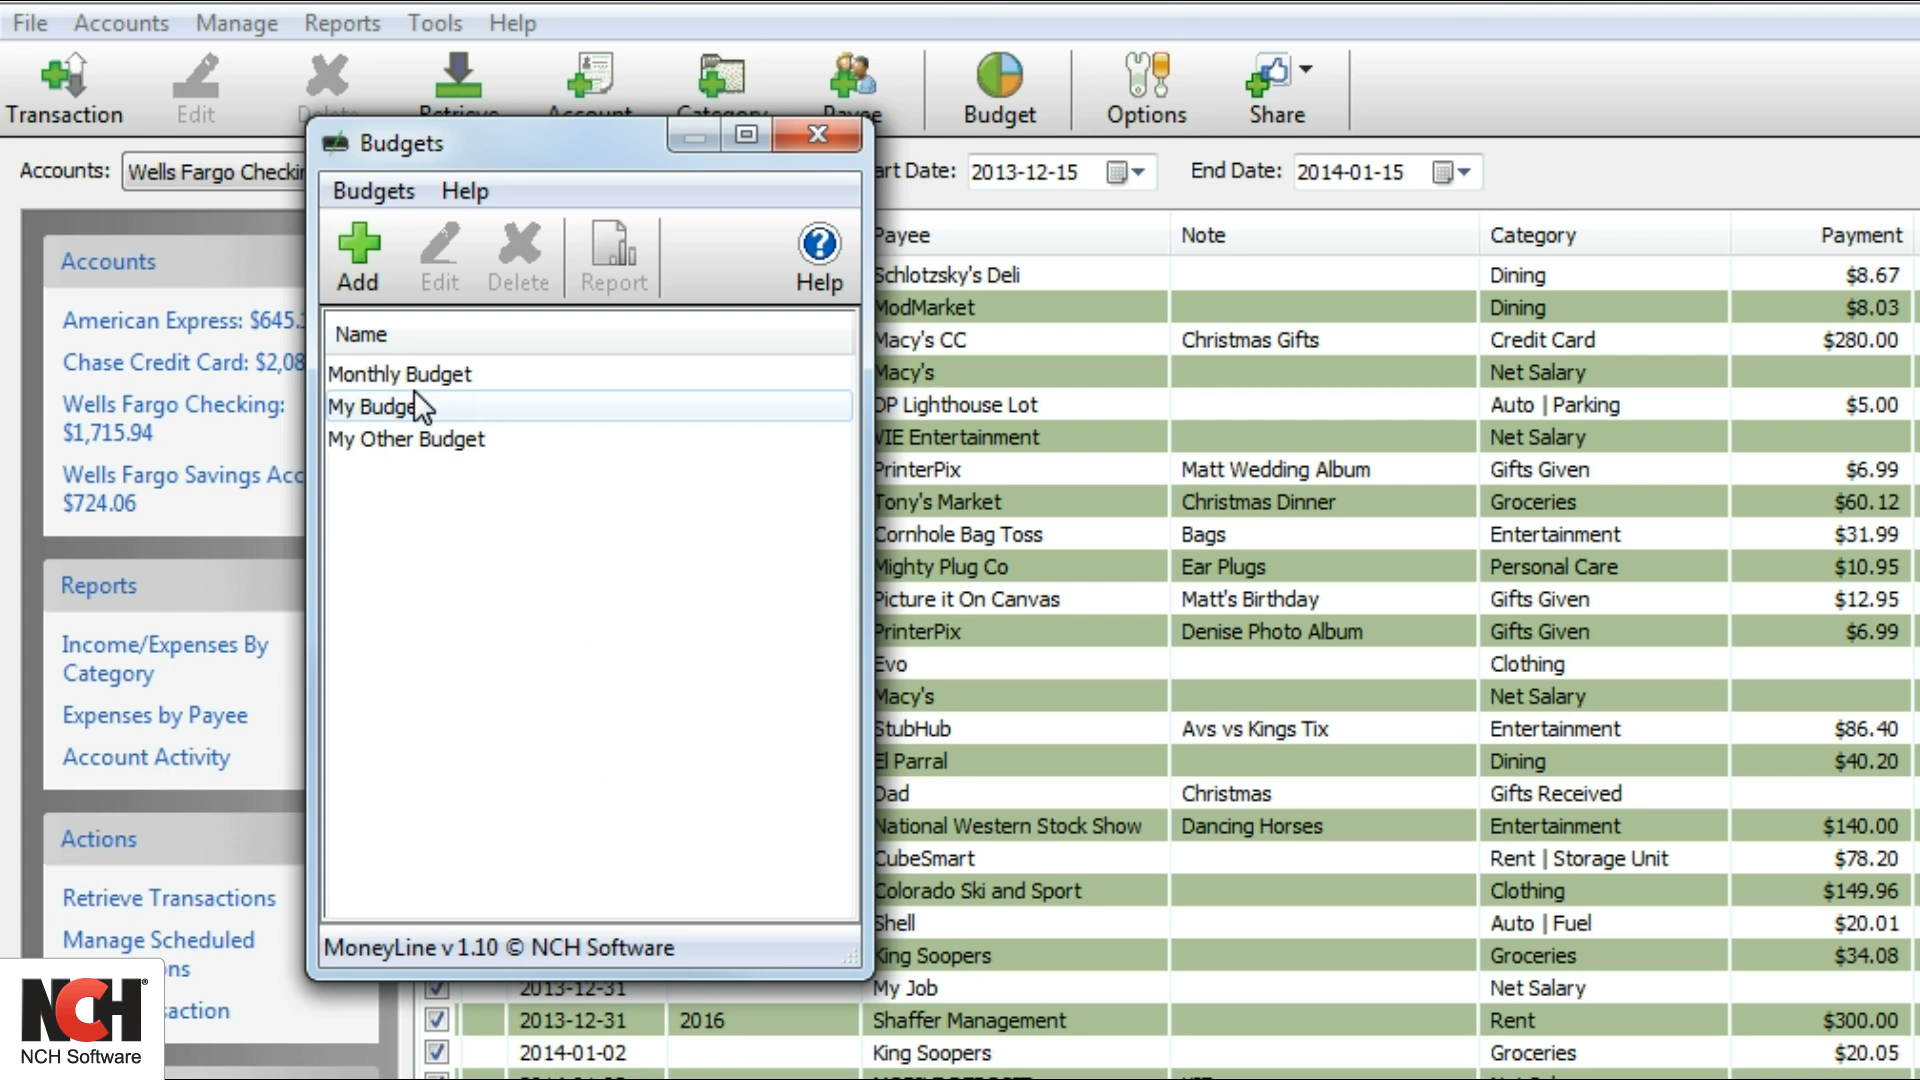 File Accounts Manage Reports Tools Help
Transaction Edit Delete Retrieve Account Category Payee Budget Options Share
Accounts: Wells Fargo Checkin
art Date: 2013-12-15 End Date: 2014-01-15
Budgets
Budgets Help
Add Edit Delete Report Help
Name
Monthly Budget
My Budge
My Other Budget
MoneyLine v 1.10 © NCH Software
Accounts
American Express: $645.
Chase Credit Card: $2,08
Wells Fargo Checking:
$1,715.94
Wells Fargo Savings Acc
$724.06
Reports
Income/Expenses By
Category
Expenses by Payee
Account Activity
Actions
Retrieve Transactions
Manage Scheduled
ns
saction
NCH®
NCH Software
Payee Note Category Payment
Schlotzsky's Deli Dining $8.67
ModMarket Dining $8.03
Macy's CC Christmas Gifts Credit Card $280.00
Macy's Net Salary
DP Lighthouse Lot Auto | Parking $5.00
VIE Entertainment Net Salary
PrinterPix Matt Wedding Album Gifts Given $6.99
Tony's Market Christmas Dinner Groceries $60.12
Cornhole Bag Toss Bags Entertainment $31.99
Mighty Plug Co Ear Plugs Personal Care $10.95
Picture it On Canvas Matt's Birthday Gifts Given $12.95
PrinterPix Denise Photo Album Gifts Given $6.99
Evo Clothing
Macy's Net Salary
StubHub Avs vs Kings Tix Entertainment $86.40
El Parral Dining $40.20
Dad Christmas Gifts Received
National Western Stock Show Dancing Horses Entertainment $140.00
CubeSmart Rent | Storage Unit $78.20
Colorado Ski and Sport Clothing $149.96
Shell Auto | Fuel $20.01
King Soopers Groceries $34.08
2013-12-31 My Job Net Salary
2013-12-31 2016 Shaffer Management Rent $300.00
2014-01-02 King Soopers Groceries $20.05